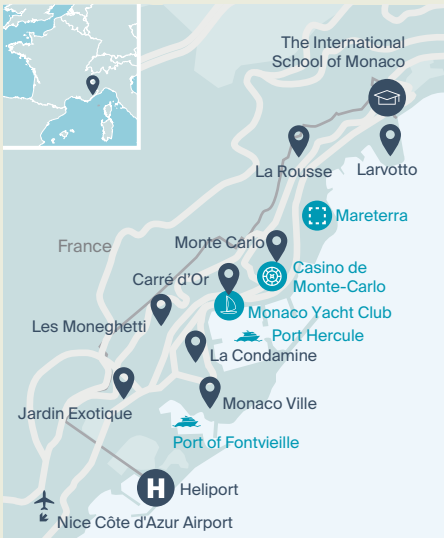 The International
School of Monaco
La Rousse
Larvotto
Mareterra
France
Monte Carlo
Casino de
Monte-Carlo
Carré d'Or
Monaco Yacht Club
Les Moneghetti
Port Hercule
La Condamine
Jardin Exotique
Monaco Ville
Port of Fontvieille
H
Heliport
Nice Côte d'Azur Airport